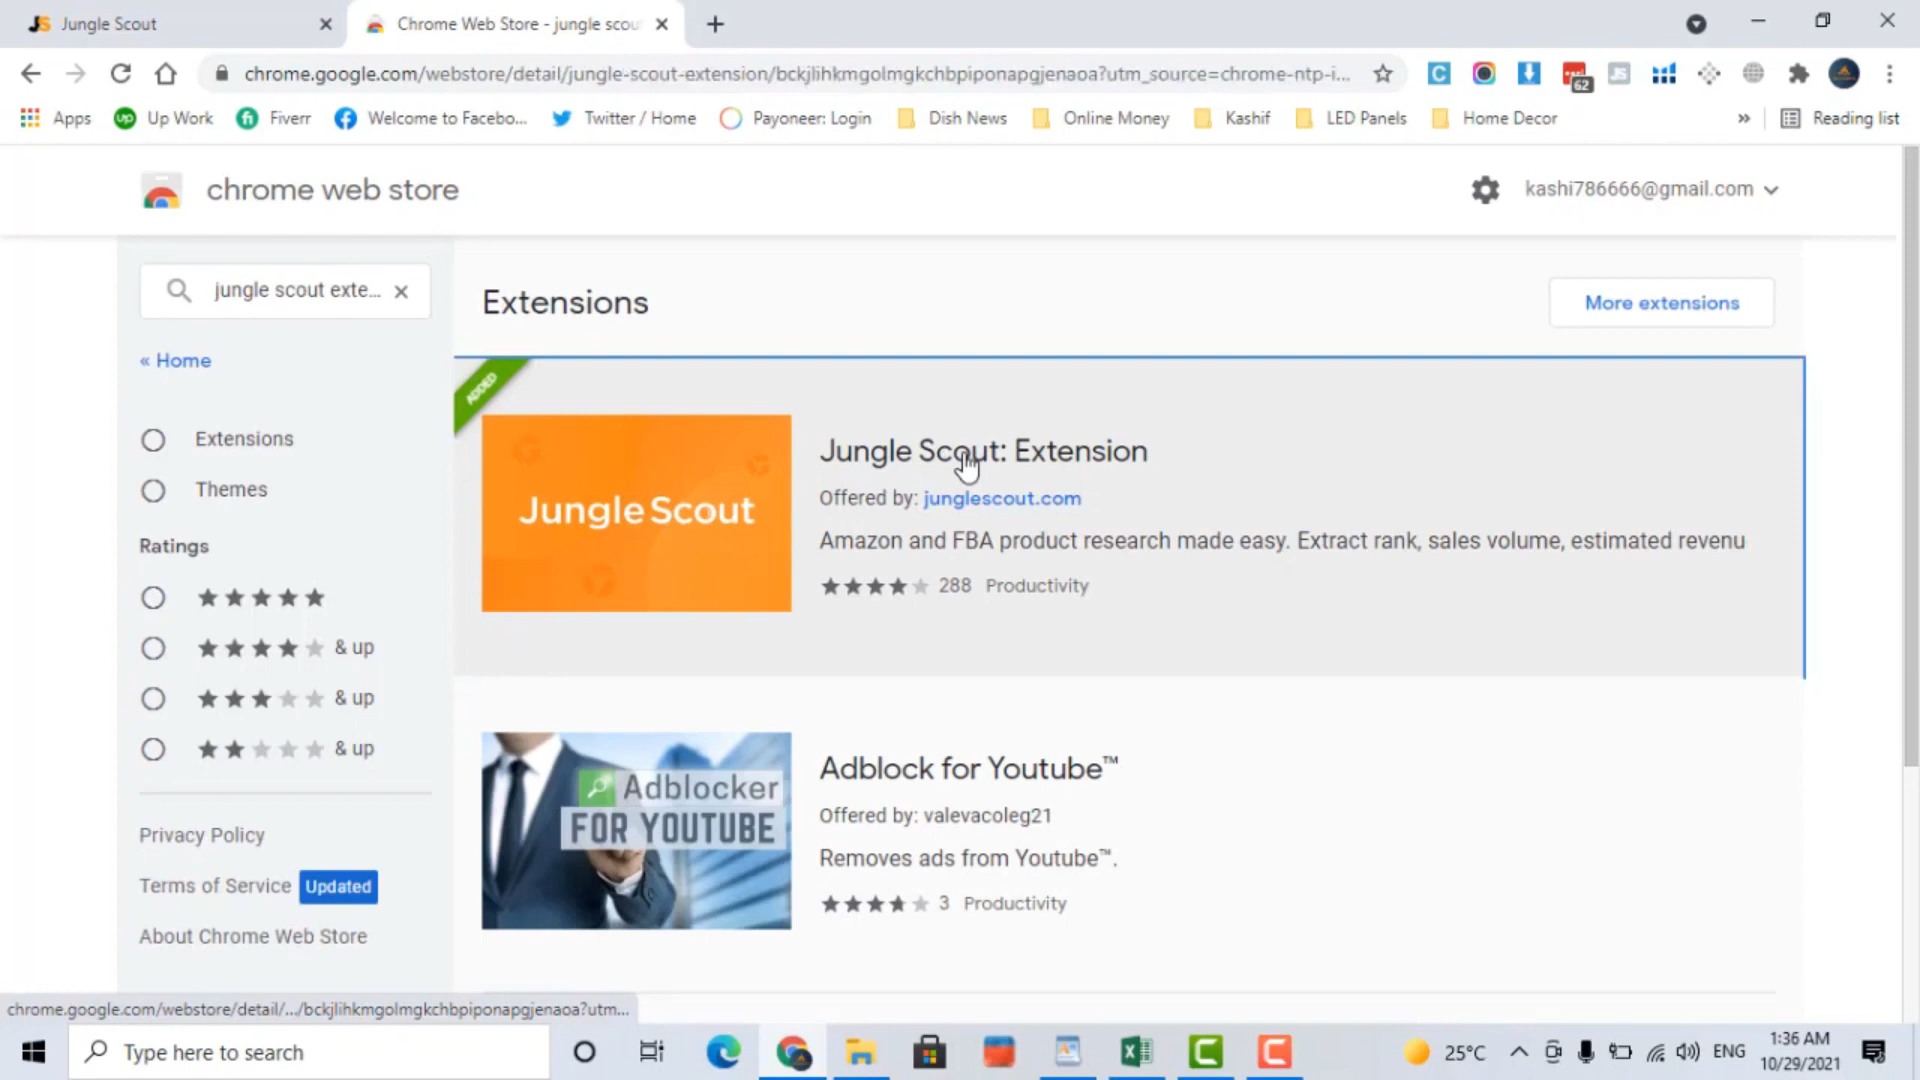 JS Jungle Scout
Chrome Web Store - jungle scou
chrome.google.com/webstore/detail/jungle-scout-extension/bckjlihkmgolmgkchbpiponapgjenaoa?utm_source=chrome-ntp-i...
C
62
JS
Apps
up Up Work
fi Fiverr
Welcome to Facebo...
Twitter / Home
Payoneer: Login
Dish News
Online Money
Kashif
LED Panels
Home Decor
»
Reading list
chrome web store
kashi786666@gmail.com
jungle scout exte...
« Home
Extensions
Themes
Ratings
& up
& up
& up
Privacy Policy
Terms of Service Updated
About Chrome Web Store
Extensions
More extensions
ADDED
Jungle Scout
Jungle Scout: Extension
Offered by: junglescout.com
Amazon and FBA product research made easy. Extract rank, sales volume, estimated revenu
288 Productivity
Adblocker
FOR YOUTUBE
Adblock for Youtube™
Offered by: valevacoleg21
Removes ads from Youtube™.
3 Productivity
chrome.google.com/webstore/detail/.../bckjlihkmgolmgkchbpiponapgjenaoa?utm...
Type here to search
25°C
ENG
1:36 AM
10/29/2021